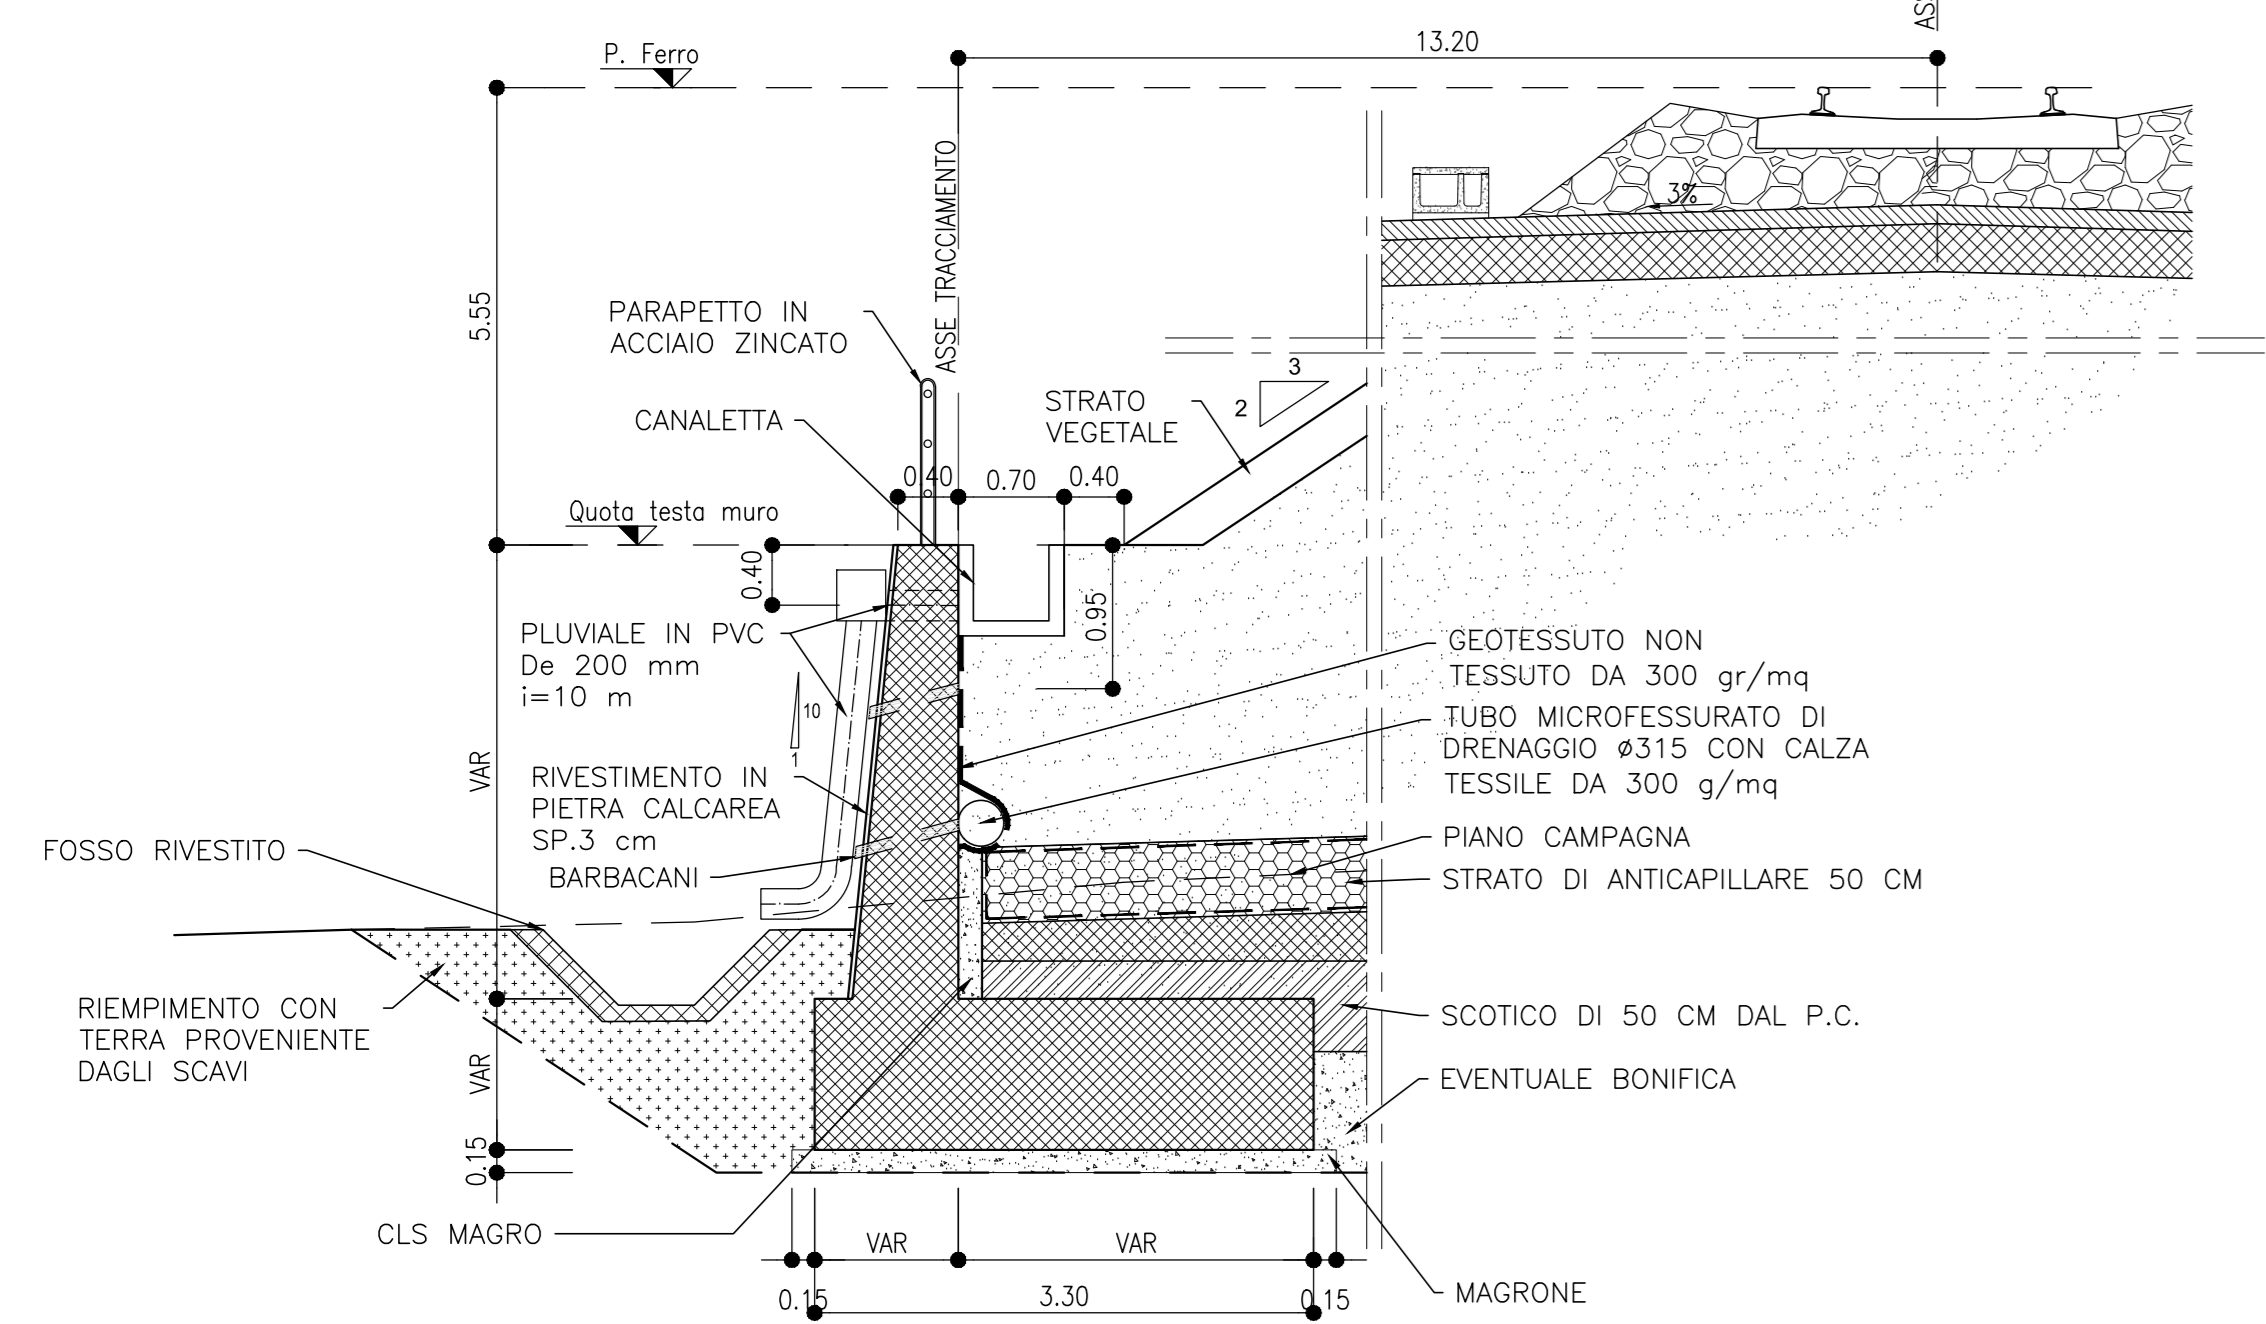 ASS
13.20
P. Ferro
ASSE TRACCIAMENTO
3%
5.55
PARAPETTO IN
ACCIAIO ZINCATO
3
2
STRATO
VEGETALE
CANALETTA
0.40
0.70
0.40
Quota testa muro
0.40
0.95
PLUVIALE IN PVC
De 200 mm
i=10 m
10
1
GEOTESSUTO NON
TESSUTO DA 300 gr/mq
TUBO MICROFESSURATO DI
DRENAGGIO ø315 CON CALZA
TESSILE DA 300 g/mq
VAR
RIVESTIMENTO IN
PIETRA CALCAREA
SP.3 cm
BARBACANI
FOSSO RIVESTITO
PIANO CAMPAGNA
STRATO DI ANTICAPILLARE 50 CM
RIEMPIMENTO CON
TERRA PROVENIENTE
DAGLI SCAVI
SCOTICO DI 50 CM DAL P.C.
VAR
EVENTUALE BONIFICA
0.15
CLS MAGRO
VAR
VAR
0.15
3.30
0.15
MAGRONE